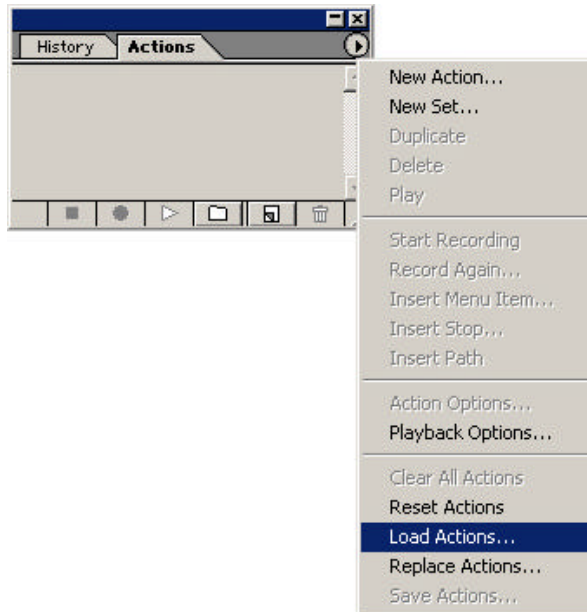 History Actions
New Action...
New Set...
Duplicate
Delete
Play
Start Recording
Record Again...
Insert Menu Item...
Insert Stop...
Insert Path
Action Options...
Playback Options...
Clear All Actions
Reset Actions
Load Actions...
Replace Actions...
Save Actions...